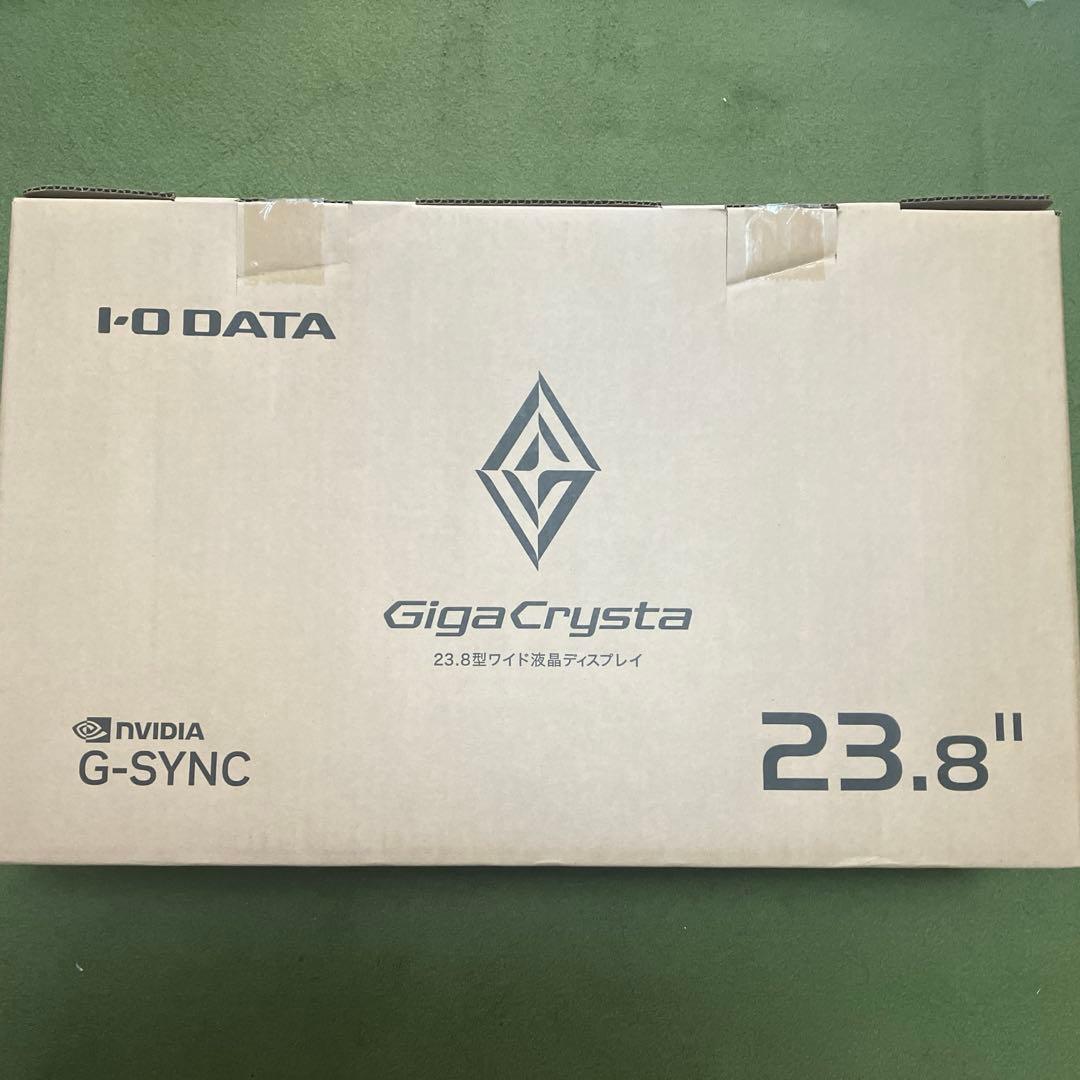 I-O DATA
GigaCrysta
23.8型ワイド液晶ディスプレイ
NVIDIA
G-SYNC
23.8"